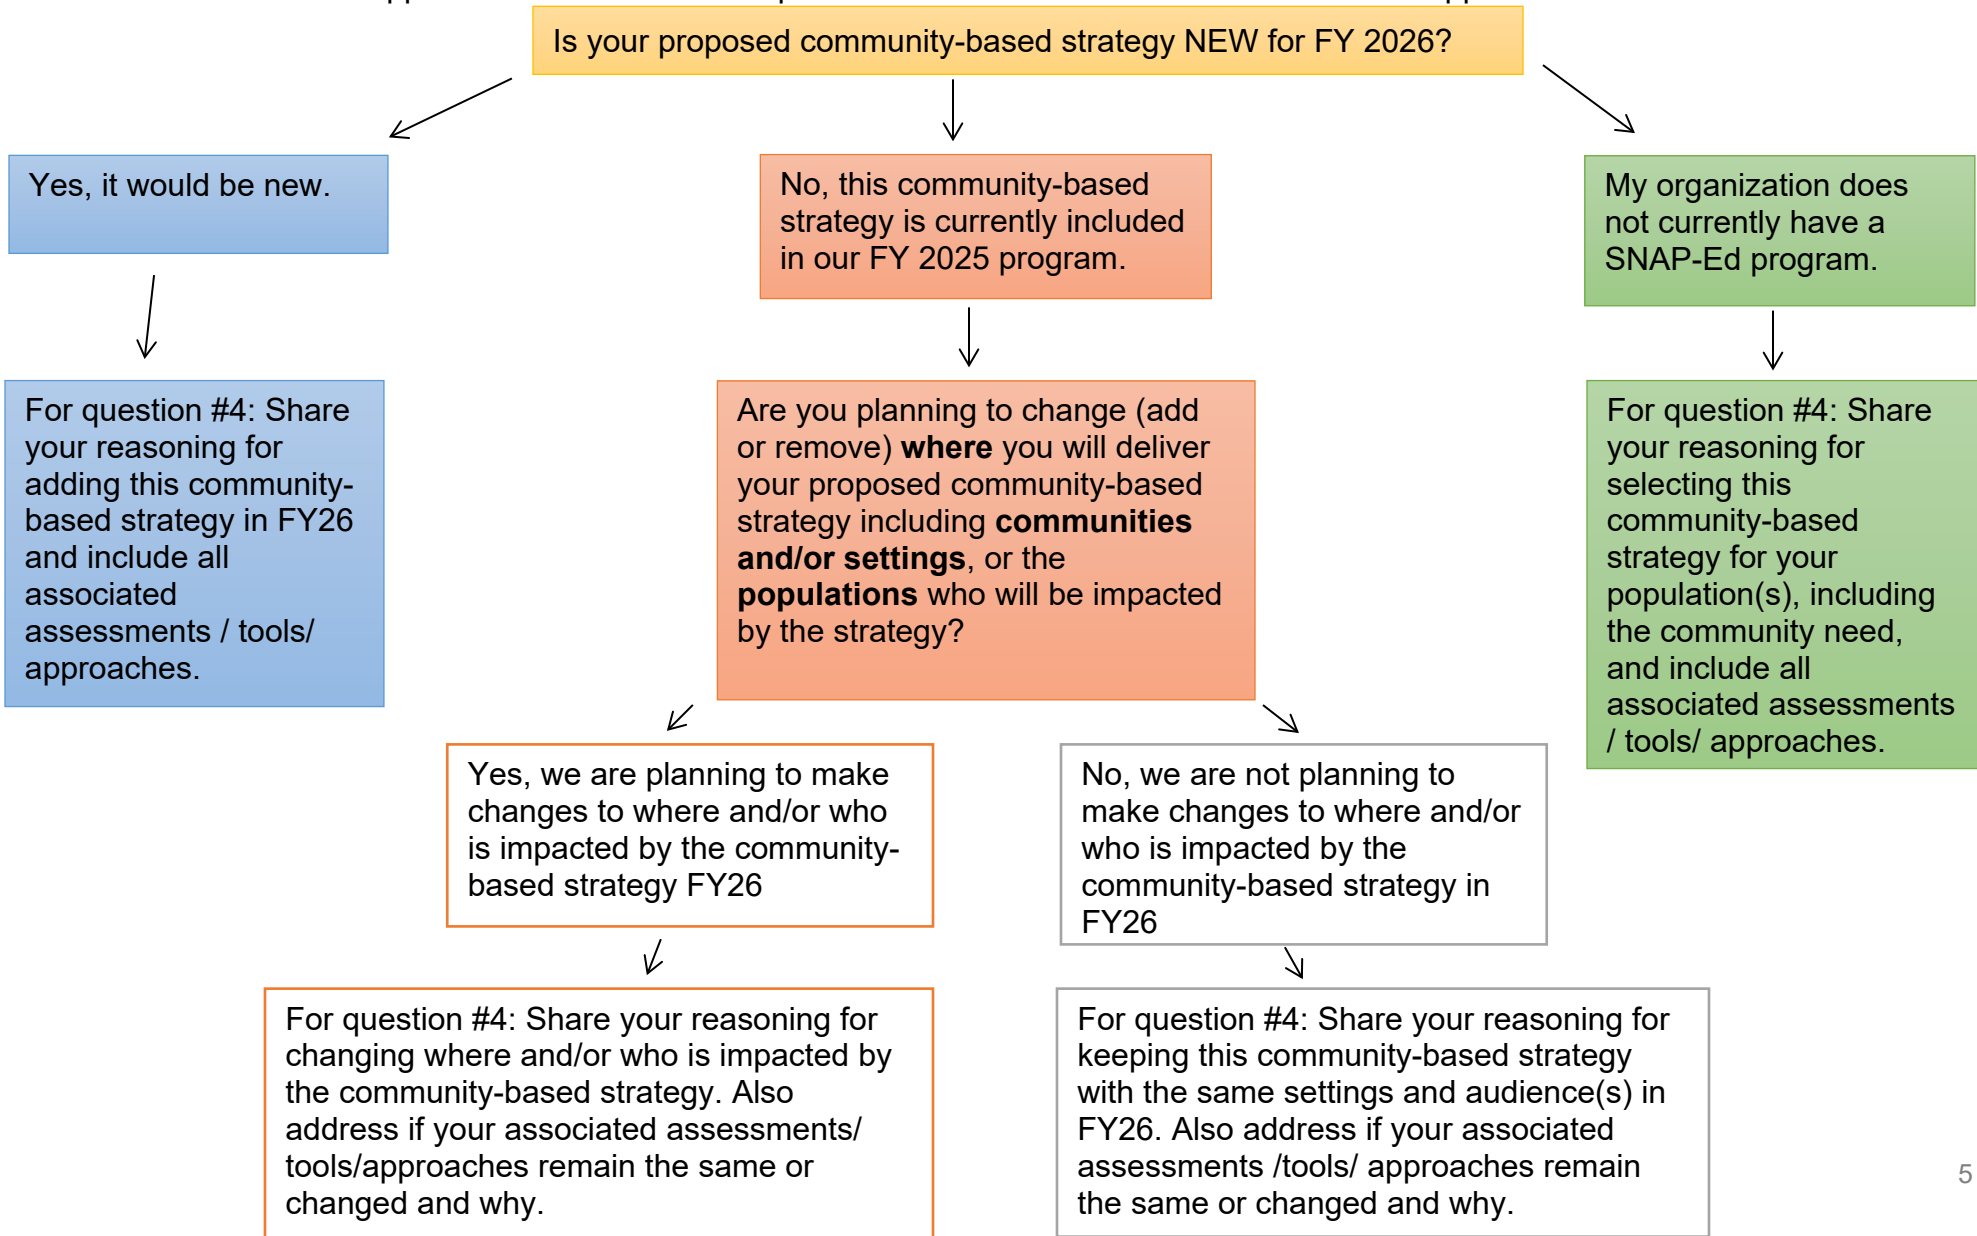 Is your proposed community-based strategy NEW for FY 2026?
Yes, it would be new.
No, this community-based
strategy is currently included
in our FY 2025 program.
My organization does
not currently have a
SNAP-Ed program.
For question #4: Share
your reasoning for
adding this community-
based strategy in FY26
and include all
associated
assessments / tools/
approaches.
Are you planning to change (add
or remove) where you will deliver
your proposed community-based
strategy including communities
and/or settings, or the
populations who will be impacted
by the strategy?
For question #4: Share
your reasoning for
selecting this
community-based
strategy for your
population(s), including
the community need,
and include all
associated assessments
/ tools/ approaches.
Yes, we are planning to make
changes to where and/or who
is impacted by the community-
based strategy FY26
No, we are not planning to
make changes to where and/or
who is impacted by the
community-based strategy in
FY26
For question #4: Share your reasoning for
changing where and/or who is impacted by
the community-based strategy. Also
address if your associated assessments/
tools/approaches remain the same or
changed and why.
For question #4: Share your reasoning for
keeping this community-based strategy
with the same settings and audience(s) in
FY26. Also address if your associated
assessments /tools/ approaches remain
the same or changed and why.
5